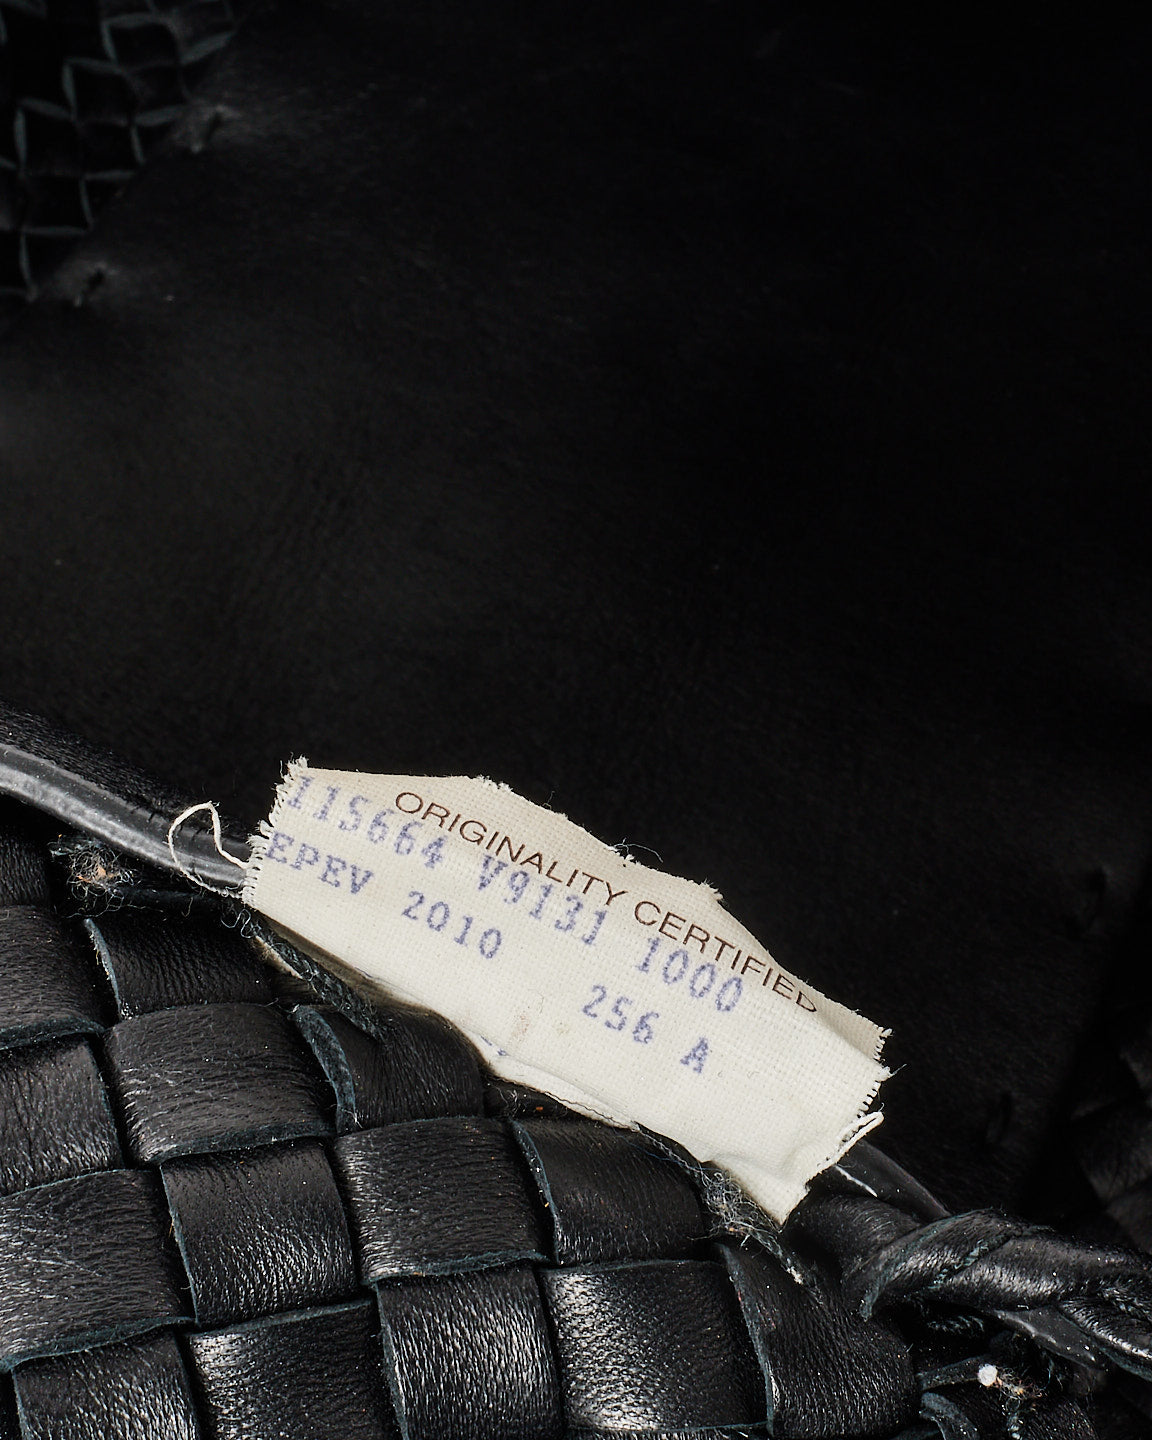 ORIGINALITY CERTIFIED
115664 V9131 1000
EPEV 2010 256 A